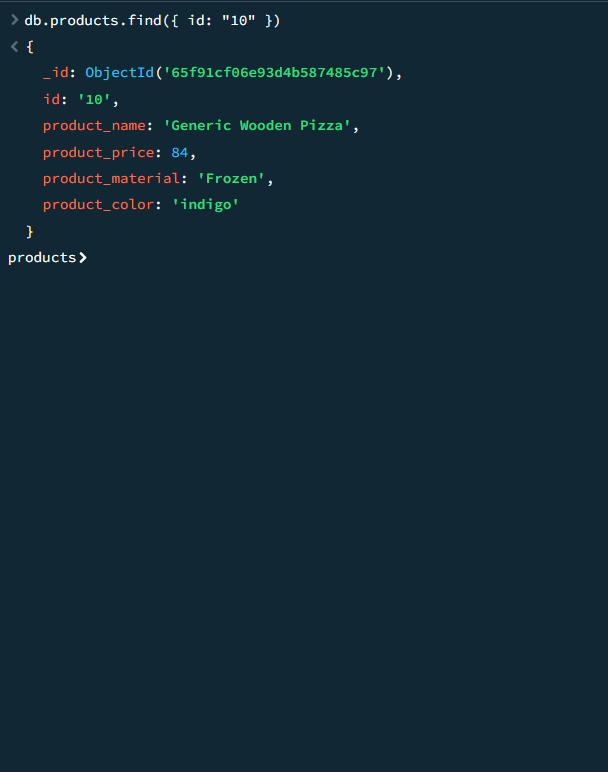 > db.products.find({ id: "10" })
< {
_id: ObjectId('65f91cf06e93d4b587485c97'),
id: '10',
product_name: 'Generic Wooden Pizza',
product_price: 84,
product_material: 'Frozen',
product_color: 'indigo'
}
products>